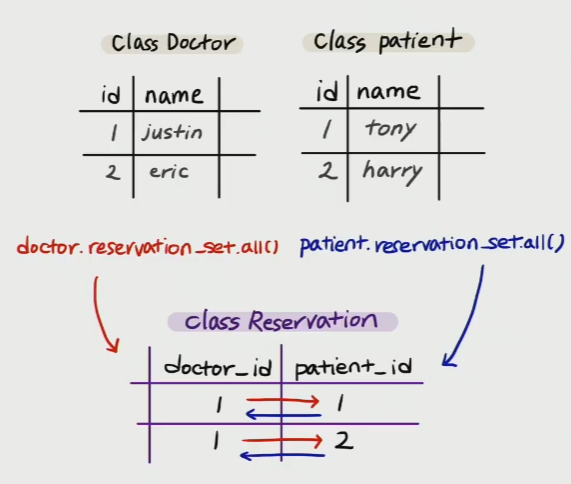 Class Doctor
id name
1 justin
2 eric
Class patient
id name
1 tony
2 harry
doctor.reservation_set.all()
patient.reservation_set.all()
class Reservation
doctor_id patient_id
1 1
1 2